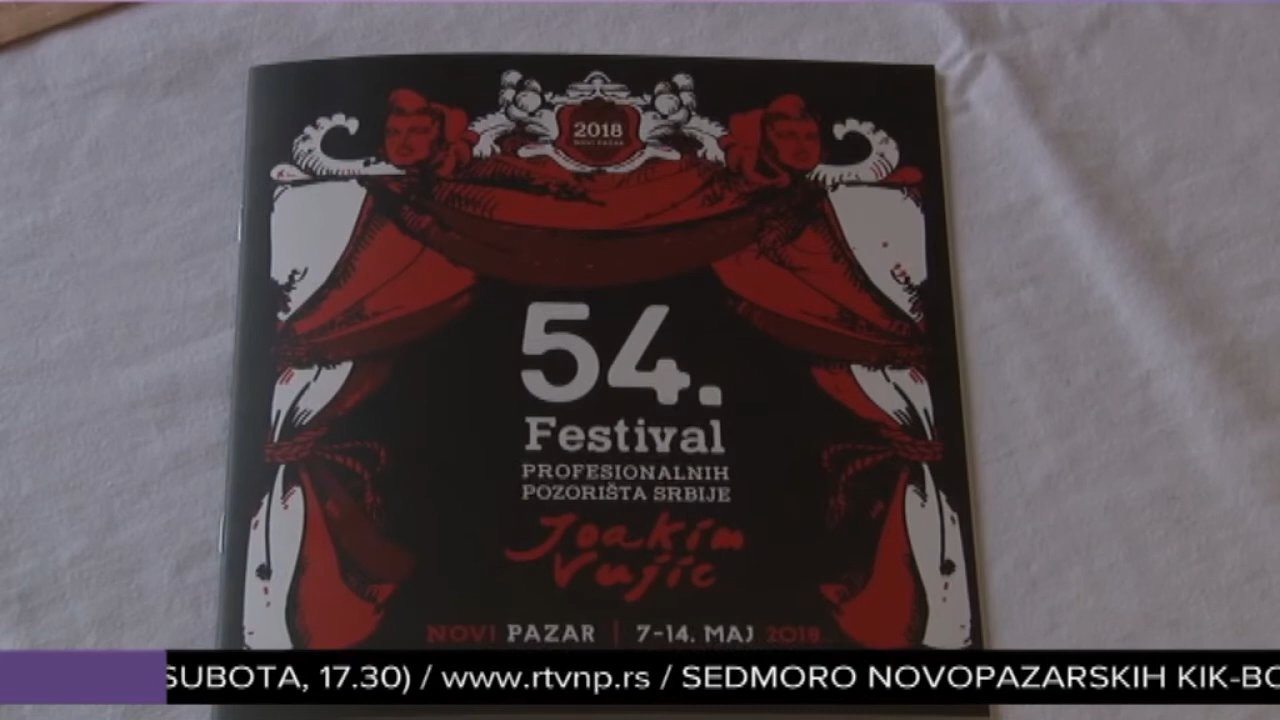 2018
NOVI PAZAR
54.
Festival
PROFESIONALNIH
POZORIŠTA SRBIJE
Joakim
Vujić
NOVI PAZAR | 7-14. MAJ 2018.
SUBOTA, 17.30) / www.rtvnp.rs / SEDMORO NOVOPAZARSKIH KIK-BO